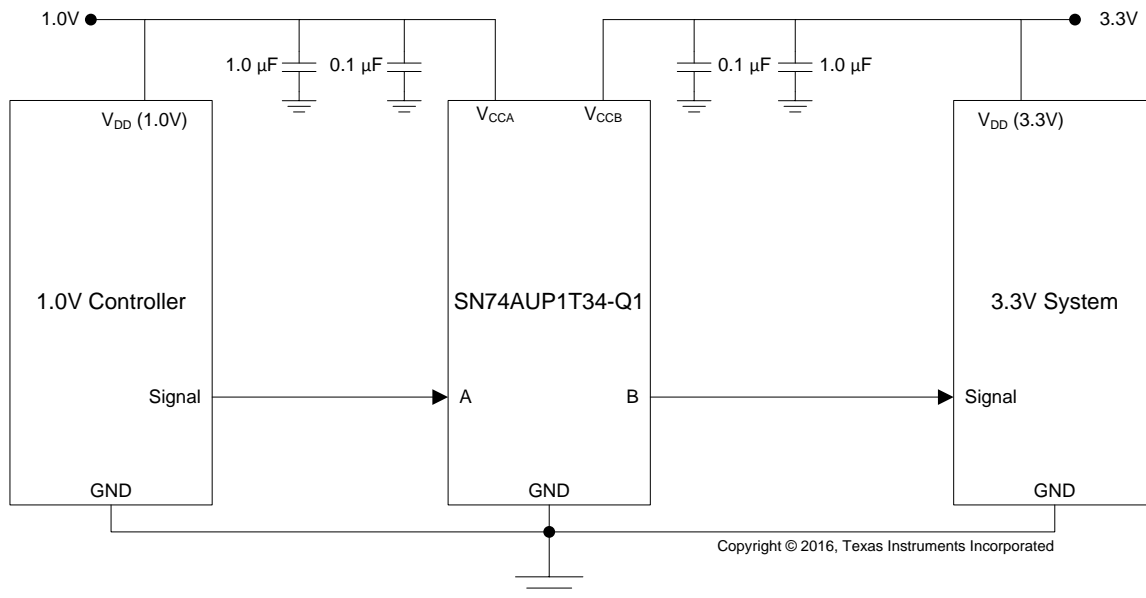 1.0V
3.3V
1.0 µF
0.1 µF
0.1 µF
1.0 µF
VDD (1.0V)
VCCA
VCCB
VDD (3.3V)
1.0V Controller
SN74AUP1T34-Q1
3.3V System
Signal
A
B
Signal
GND
GND
GND
Copyright © 2016, Texas Instruments Incorporated